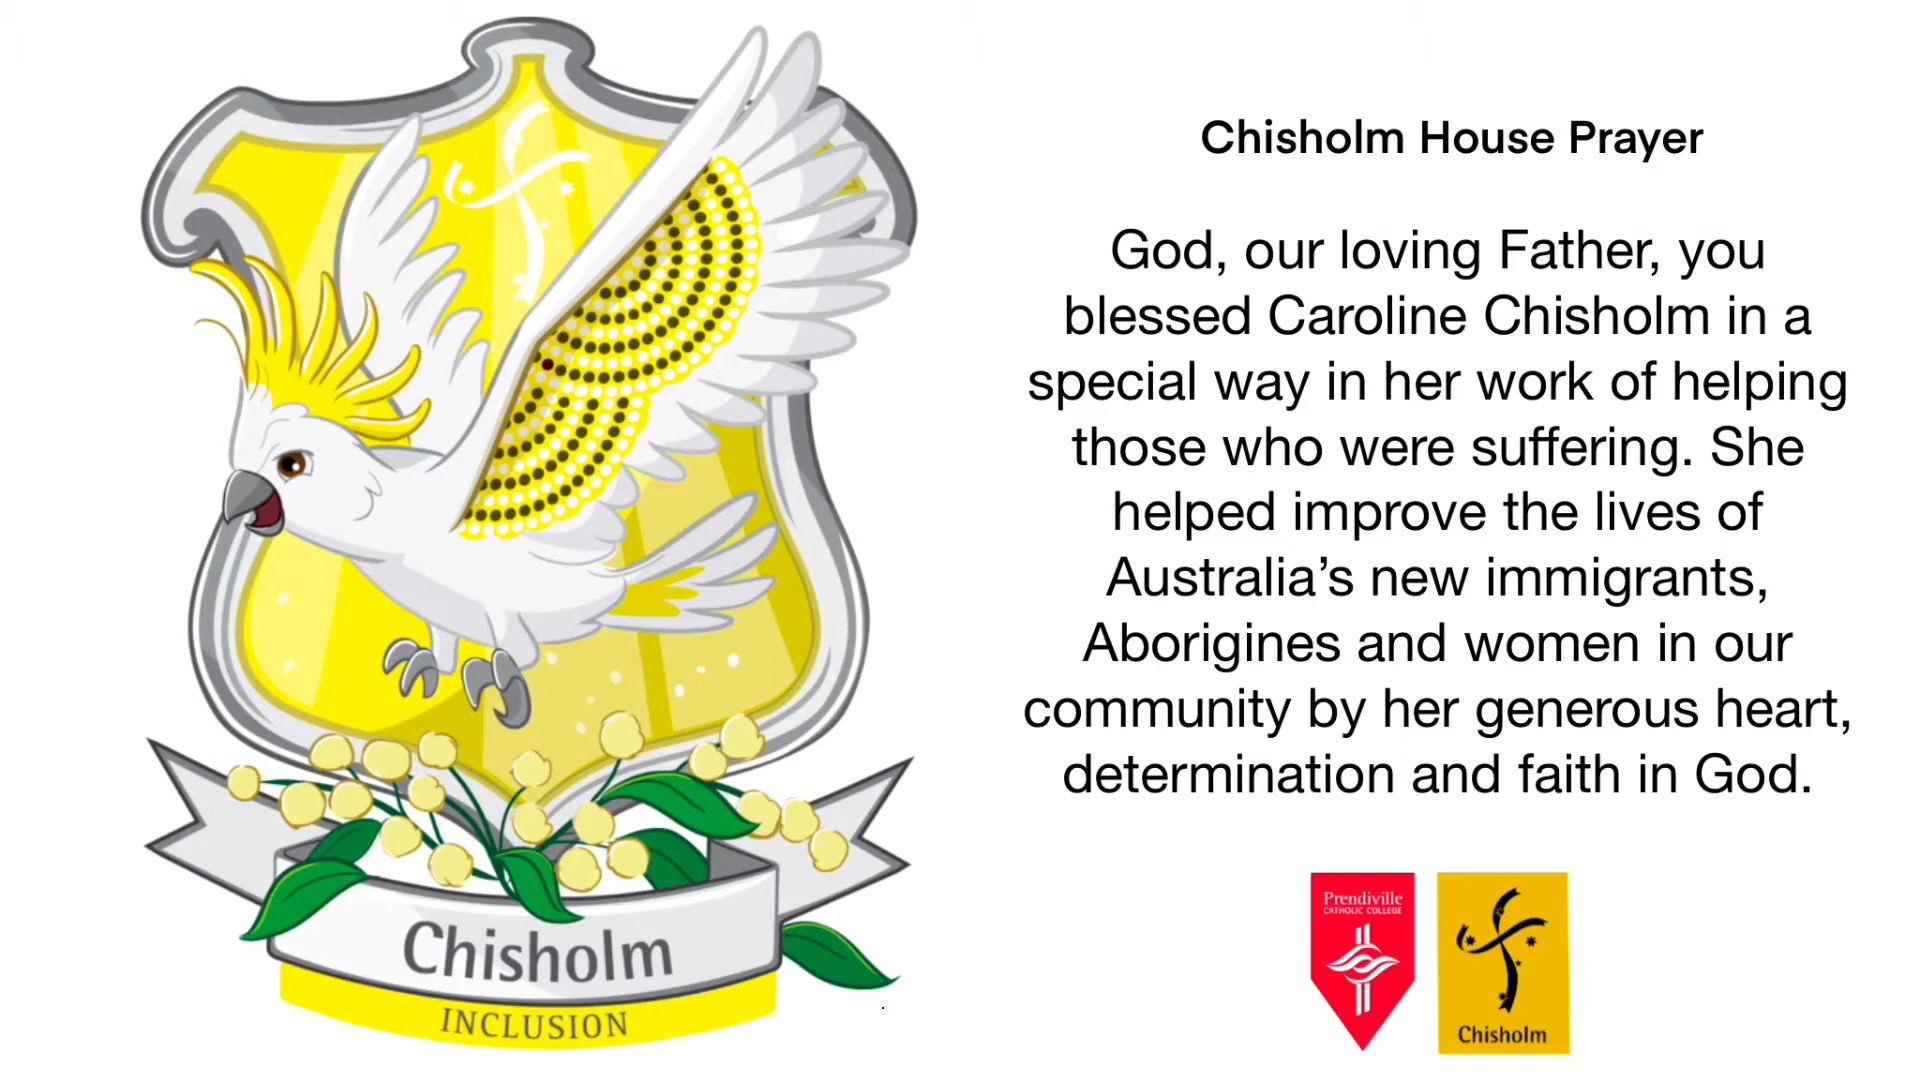 Chisholm House Prayer
God, our loving Father, you
blessed Caroline Chisholm in a
special way in her work of helping
those who were suffering. She
helped improve the lives of
Australia’s new immigrants,
Aborigines and women in our
community by her generous heart,
determination and faith in God.
Chisholm
INCLUSION
Prendiville
CATHOLIC COLLEGE
Chisholm